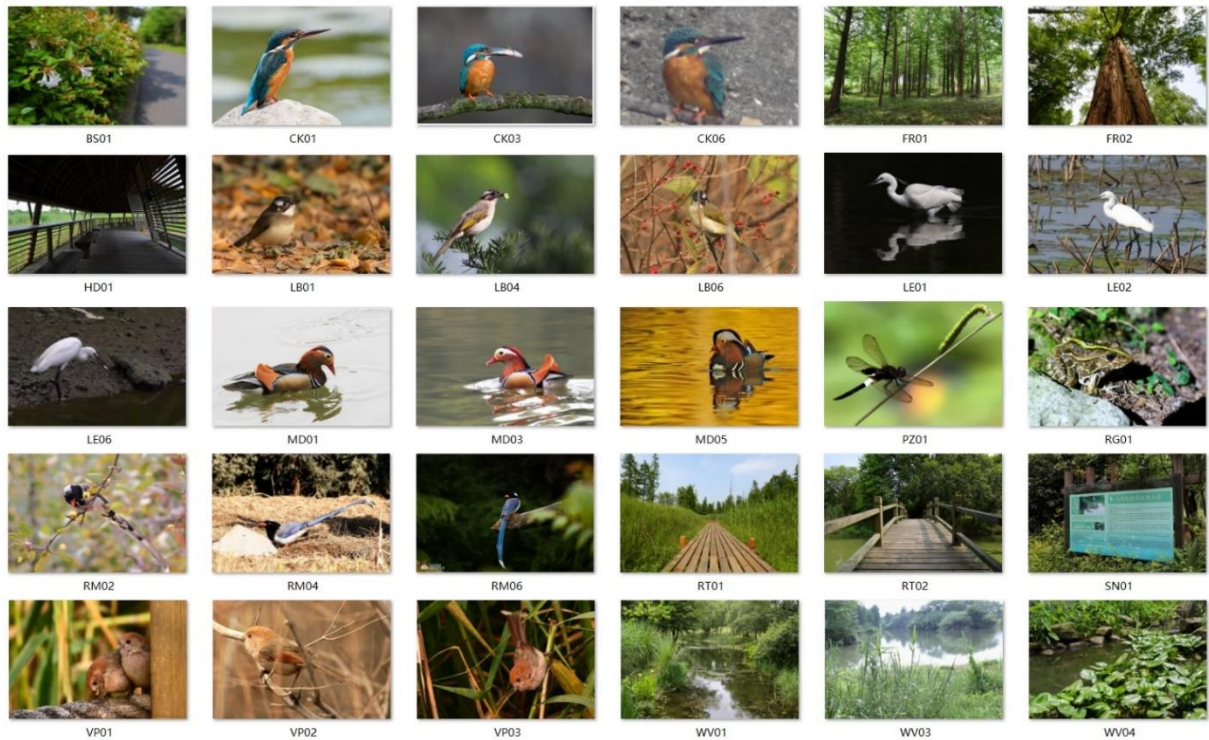 BS01
CK01
CK03
CK06
FR01
FR02
HD01
LB01
LB04
LB06
LE01
LE02
LE06
MD01
MD03
MD05
PZ01
RG01
RM02
RM04
RM06
RT01
RT02
SN01
VP01
VP02
VP03
WV01
WV03
WV04